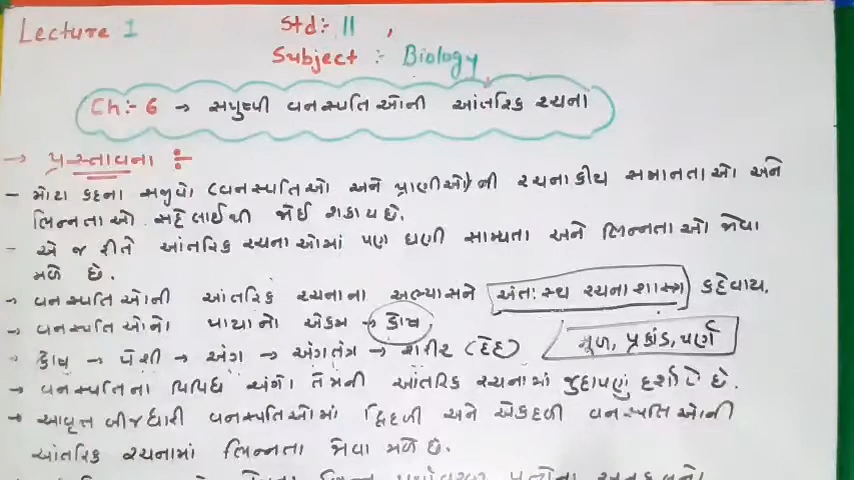 Lecture 1
Std:- 11 ,
Subject :- Biology
Ch:- 6 → સપુષ્પી વનસ્પતિઓની આંતરિક રચના
→ પ્રસ્તાવના :-
- મોટા કદના સજીવો (વનસ્પતિઓ અને પ્રાણીઓ)ની રચનાકીય સમાનતાઓ અને
ભિન્નતાઓ સહેલાઈથી જોઈ શકાય છે.
- એ જ રીતે આંતરિક રચનાઓમાં પણ ઘણી સામ્યતા અને ભિન્નતાઓ જોવા
મળે છે.
→ વનસ્પતિઓની આંતરિક રચનાના અભ્યાસને અંતઃસ્થ રચનાશાસ્ત્ર કહેવાય.
→ વનસ્પતિઓનો પાયાનો એકમ → કોષ
કોષ → પેશી → અંગ → અંગતંત્ર → શરીર (દેહ) મૂળ, પ્રકાંડ, પર્ણ
→ વનસ્પતિના વિવિધ અંગો તેમની આંતરિક રચનામાં જુદાપણું દર્શાવે છે.
→ આવૃત બીજધારી વનસ્પતિઓમાં દ્વિદળી અને એકદળી વનસ્પતિઓની
આંતરિક રચનામાં ભિન્નતા જોવા મળે છે.